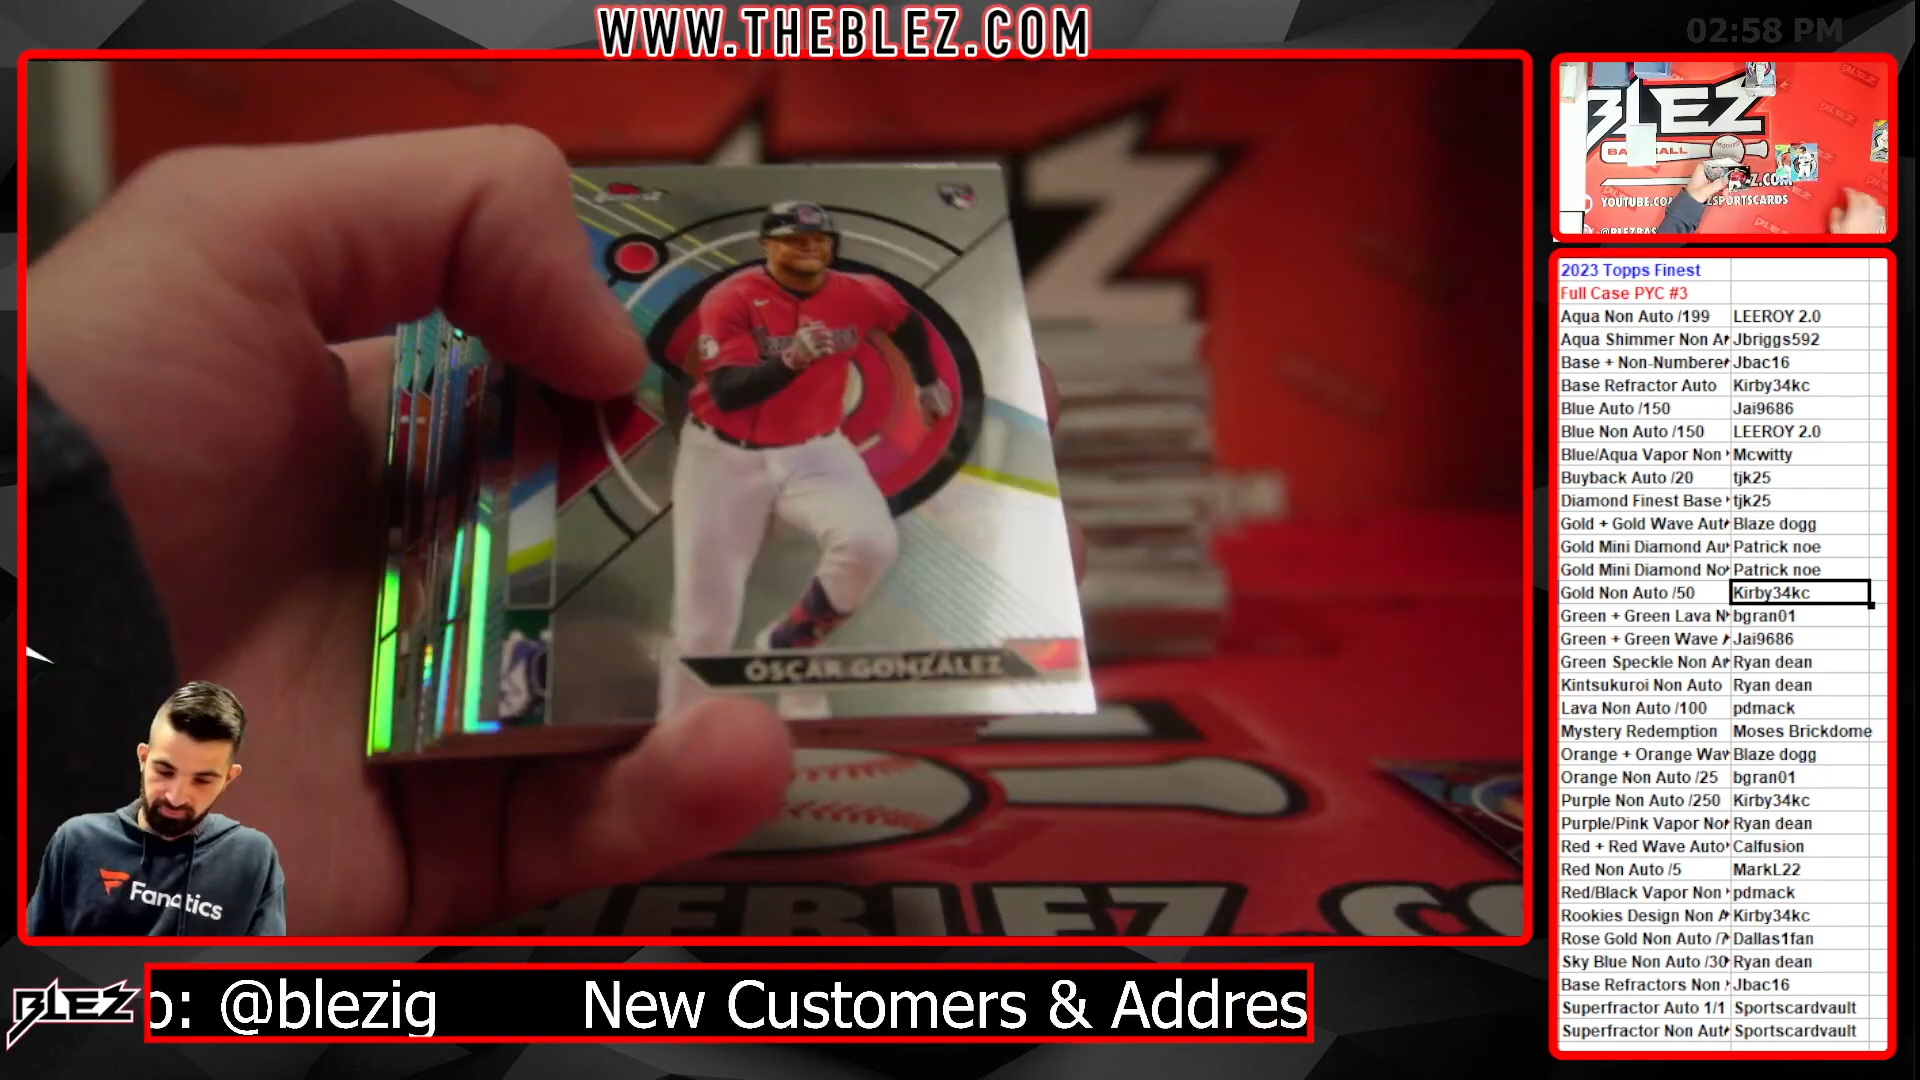 WWW.THEBLEZ.COM
02:58 PM
BLEZ
YOUTUBE.CO
ZSPORTSCARDS
ÓSCAR GONZÁLEZ
Fanatics
2023 Topps Finest
Full Case PYC #3
Aqua Non Auto /199 LEEROY 2.0
Aqua Shimmer Non A Jbriggs592
Base + Non-Numbere Jbac16
Base Refractor Auto Kirby34kc
Blue Auto /150 Jai9686
Blue Non Auto /150 LEEROY 2.0
Blue/Aqua Vapor Non Mcwitty
Buyback Auto /20 tjk25
Diamond Finest Base tjk25
Gold + Gold Wave Aut Blaze dogg
Gold Mini Diamond Au Patrick noe
Gold Mini Diamond No Patrick noe
Gold Non Auto /50 Kirby34kc
Green + Green Lava N bgran01
Green + Green Wave Jai9686
Green Speckle Non A Ryan dean
Kintsukuroi Non Auto Ryan dean
Lava Non Auto /100 pdmack
Mystery Redemption Moses Brickdome
Orange + Orange Wav Blaze dogg
Orange Non Auto /25 bgran01
Purple Non Auto /250 Kirby34kc
Purple/Pink Vapor No Ryan dean
Red + Red Wave Auto Calfusion
Red Non Auto /5 MarkL22
Red/Black Vapor Non pdmack
Rookies Design Non A Kirby34kc
Rose Gold Non Auto /7 Dallas1fan
Sky Blue Non Auto /30 Ryan dean
Base Refractors Non Jbac16
Superfractor Auto 1/1 Sportscardvault
Superfractor Non Aut Sportscardvault
BLEZ
o: @blezig New Customers & Addres